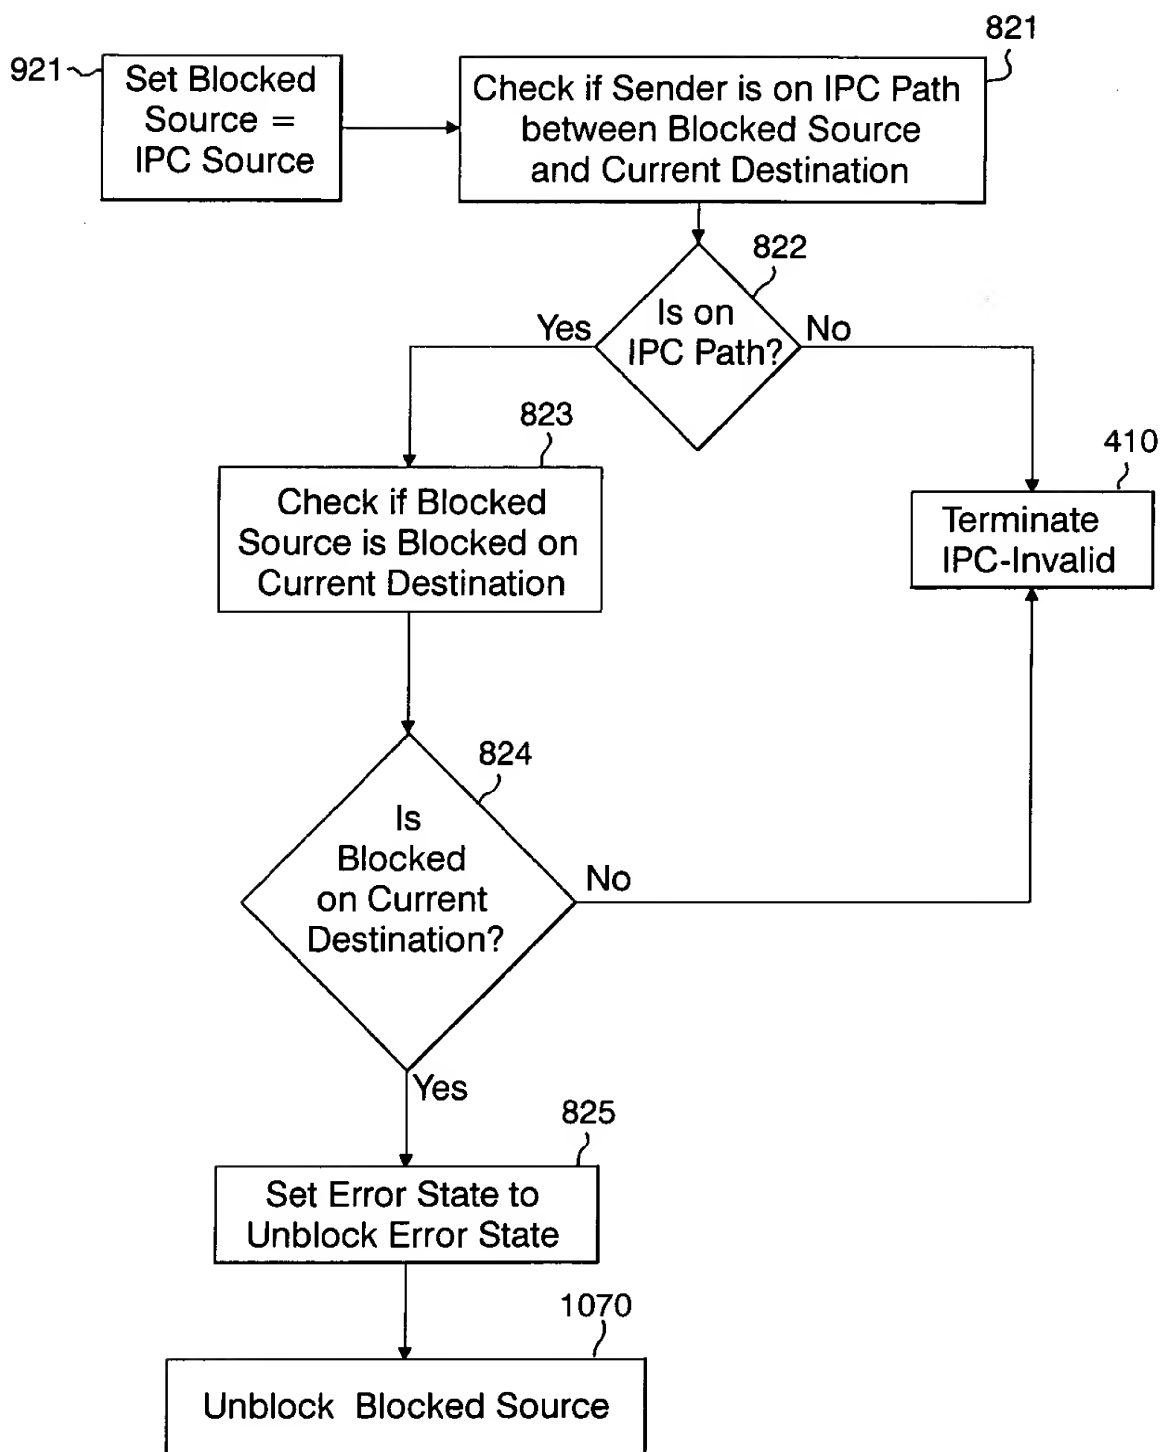 821
921
Set Blocked
Source =
IPC Source
Check if Sender is on IPC Path
between Blocked Source
and Current Destination
822
Is on
IPC Path?
Yes
No
823
410
Check if Blocked
Source is Blocked on
Current Destination
Terminate
IPC-Invalid
824
Is
Blocked
on Current
Destination?
No
Yes
825
Set Error State to
Unblock Error State
1070
Unblock Blocked Source